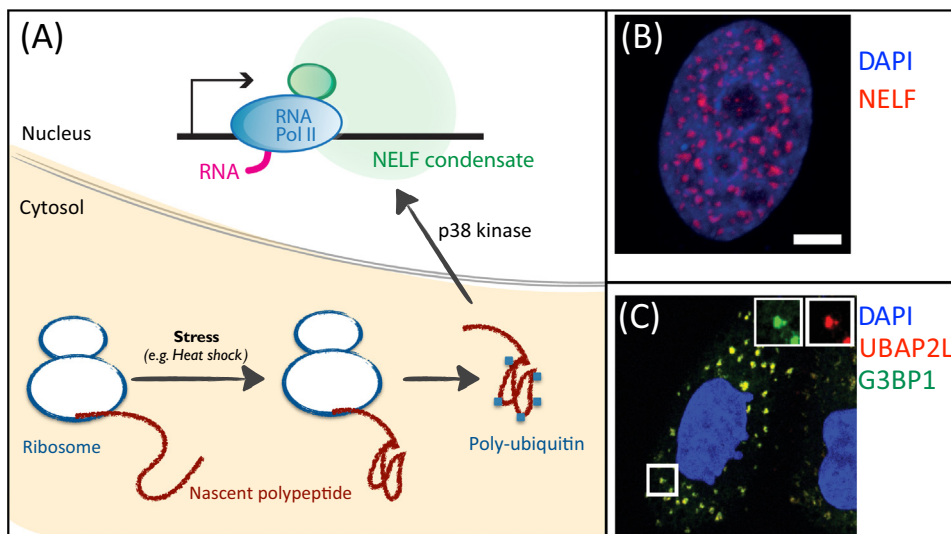 (A)
RNA
Pol II
Nucleus
NELF condensate
RNA
Cytosol
p38 kinase
Stress
(e.g. Heat shock)
Ribosome
Poly-ubiquitin
Nascent polypeptide
(B)
DAPI
NELF
(C)
DAPI
UBAP2L
G3BP1